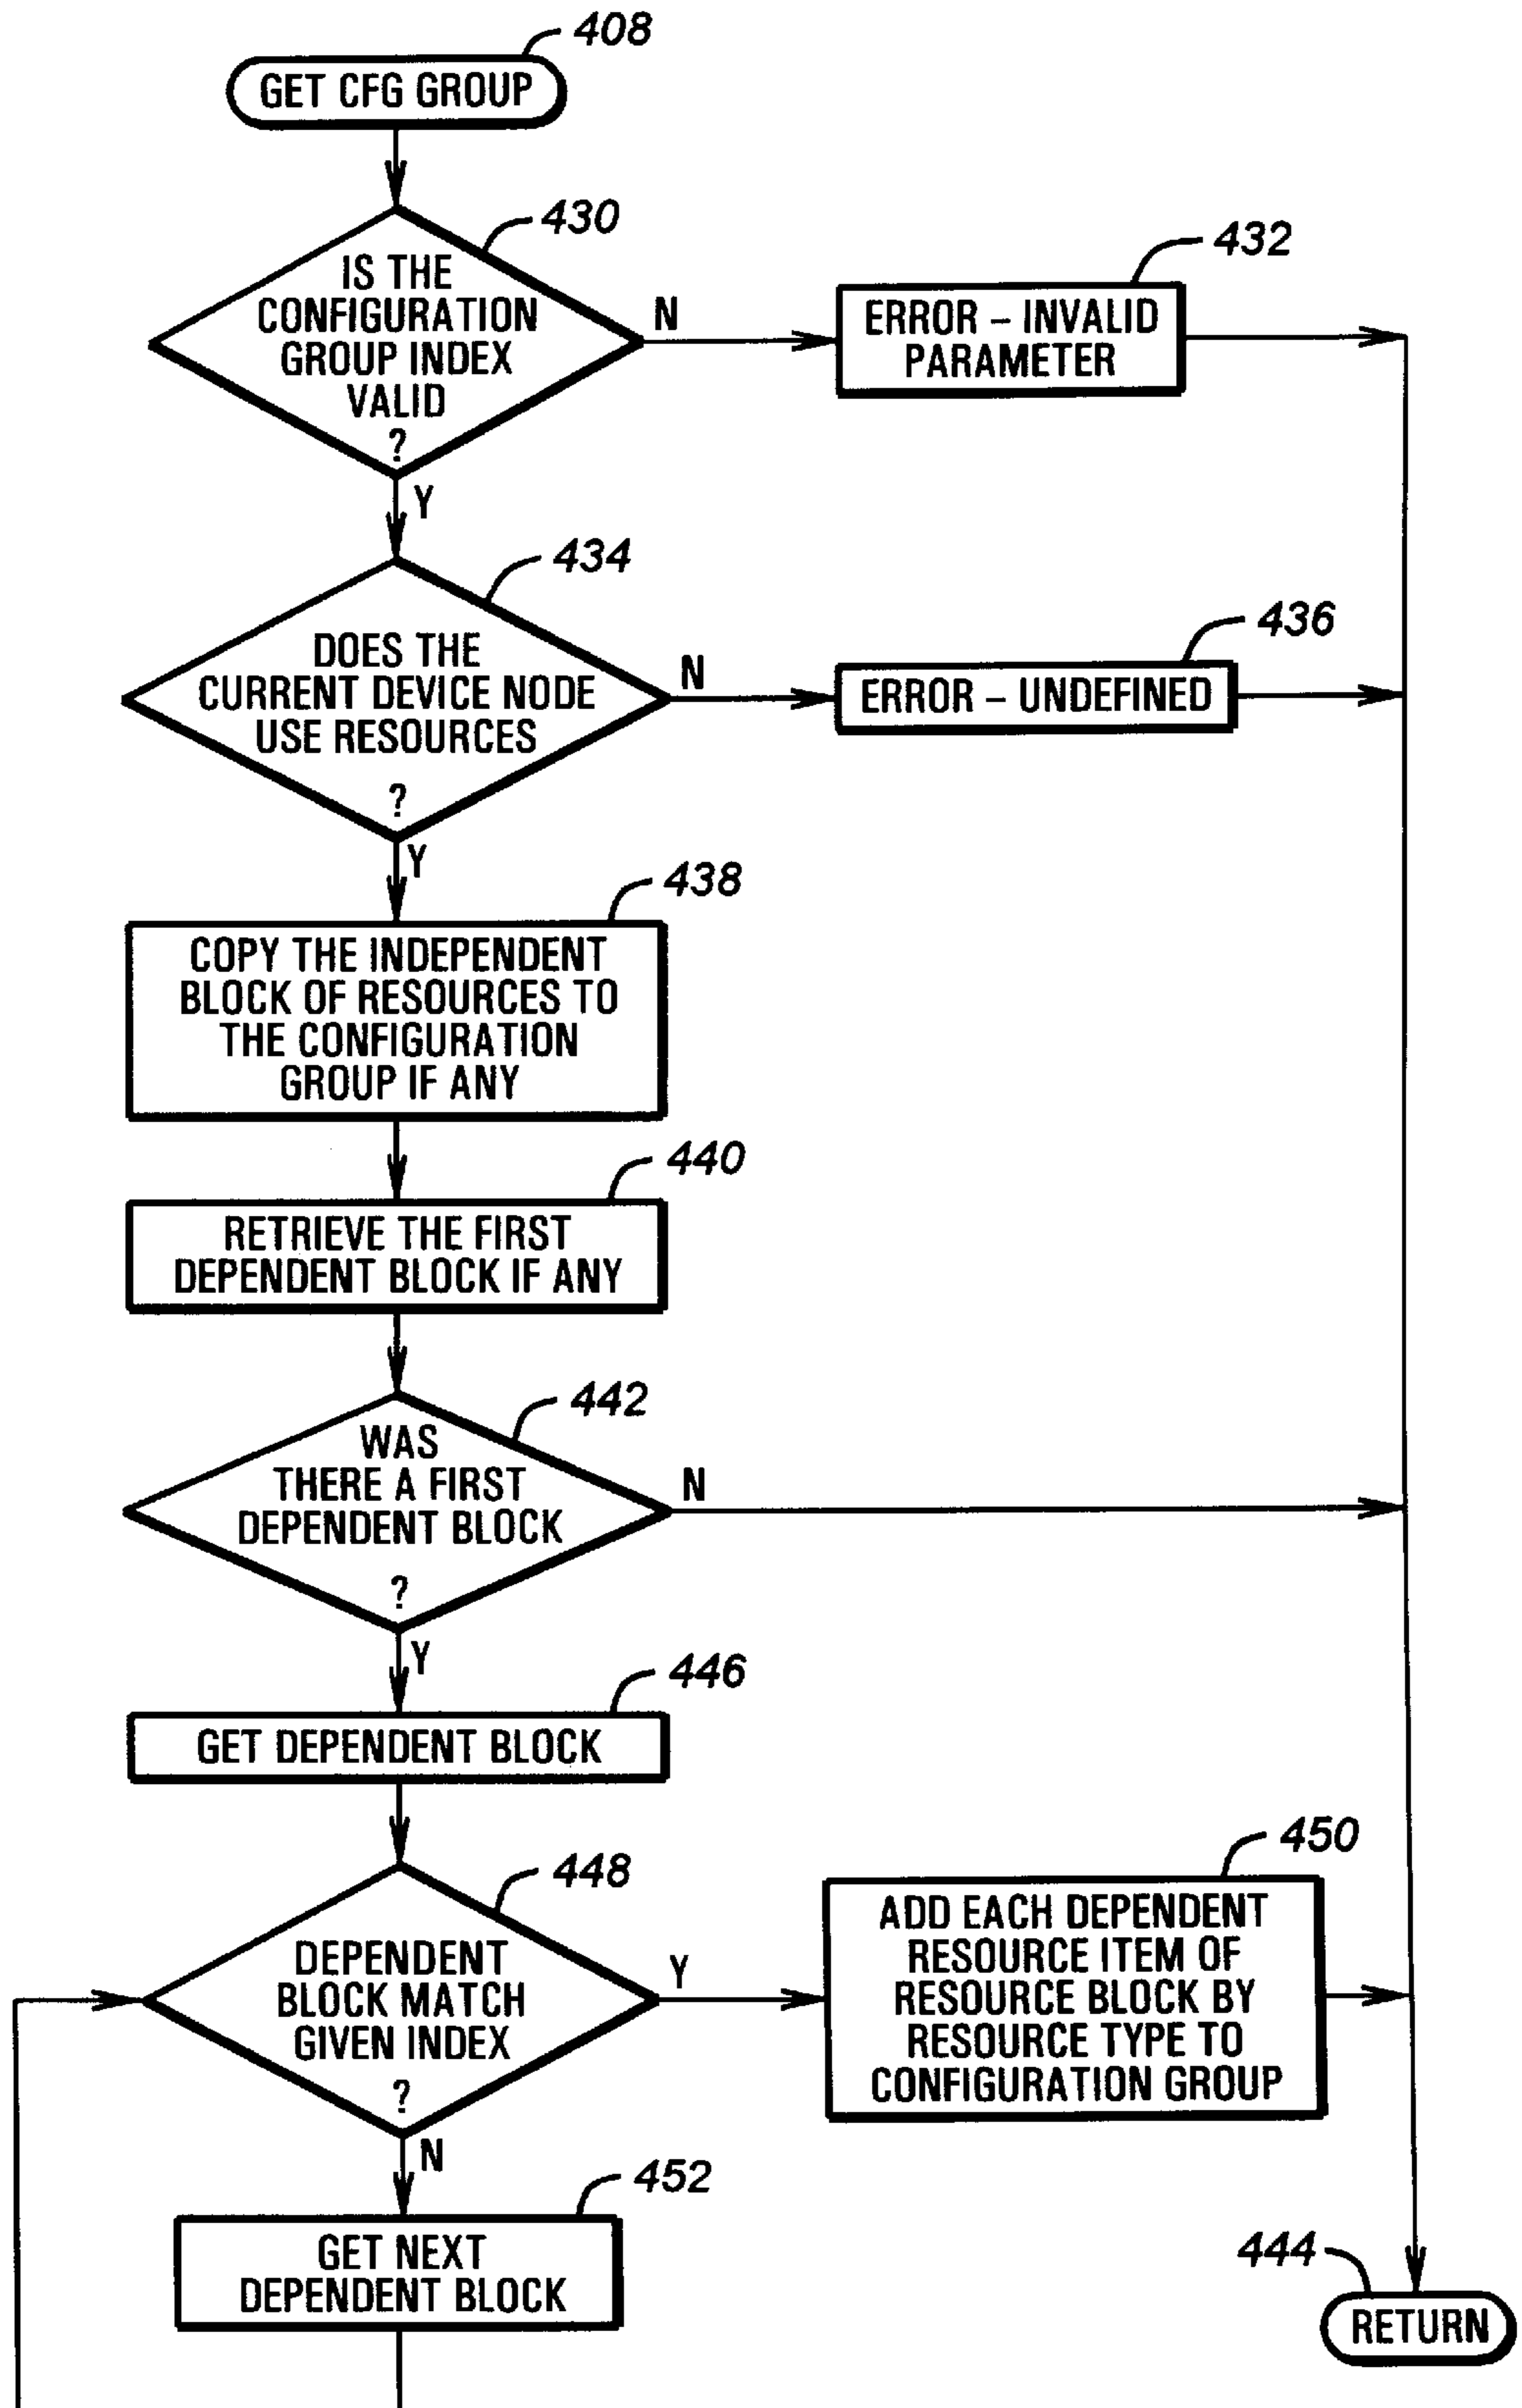 408
GET CFG GROUP
430
IS THE
CONFIGURATION
GROUP INDEX
VALID
?
N
432
ERROR – INVALID
PARAMETER
Y
434
DOES THE
CURRENT DEVICE NODE
USE RESOURCES
?
N
436
ERROR – UNDEFINED
Y
438
COPY THE INDEPENDENT
BLOCK OF RESOURCES TO
THE CONFIGURATION
GROUP IF ANY
440
RETRIEVE THE FIRST
DEPENDENT BLOCK IF ANY
442
WAS
THERE A FIRST
DEPENDENT BLOCK
?
N
Y
446
GET DEPENDENT BLOCK
448
DEPENDENT
BLOCK MATCH
GIVEN INDEX
?
Y
450
ADD EACH DEPENDENT
RESOURCE ITEM OF
RESOURCE BLOCK BY
RESOURCE TYPE TO
CONFIGURATION GROUP
N
452
GET NEXT
DEPENDENT BLOCK
444
RETURN